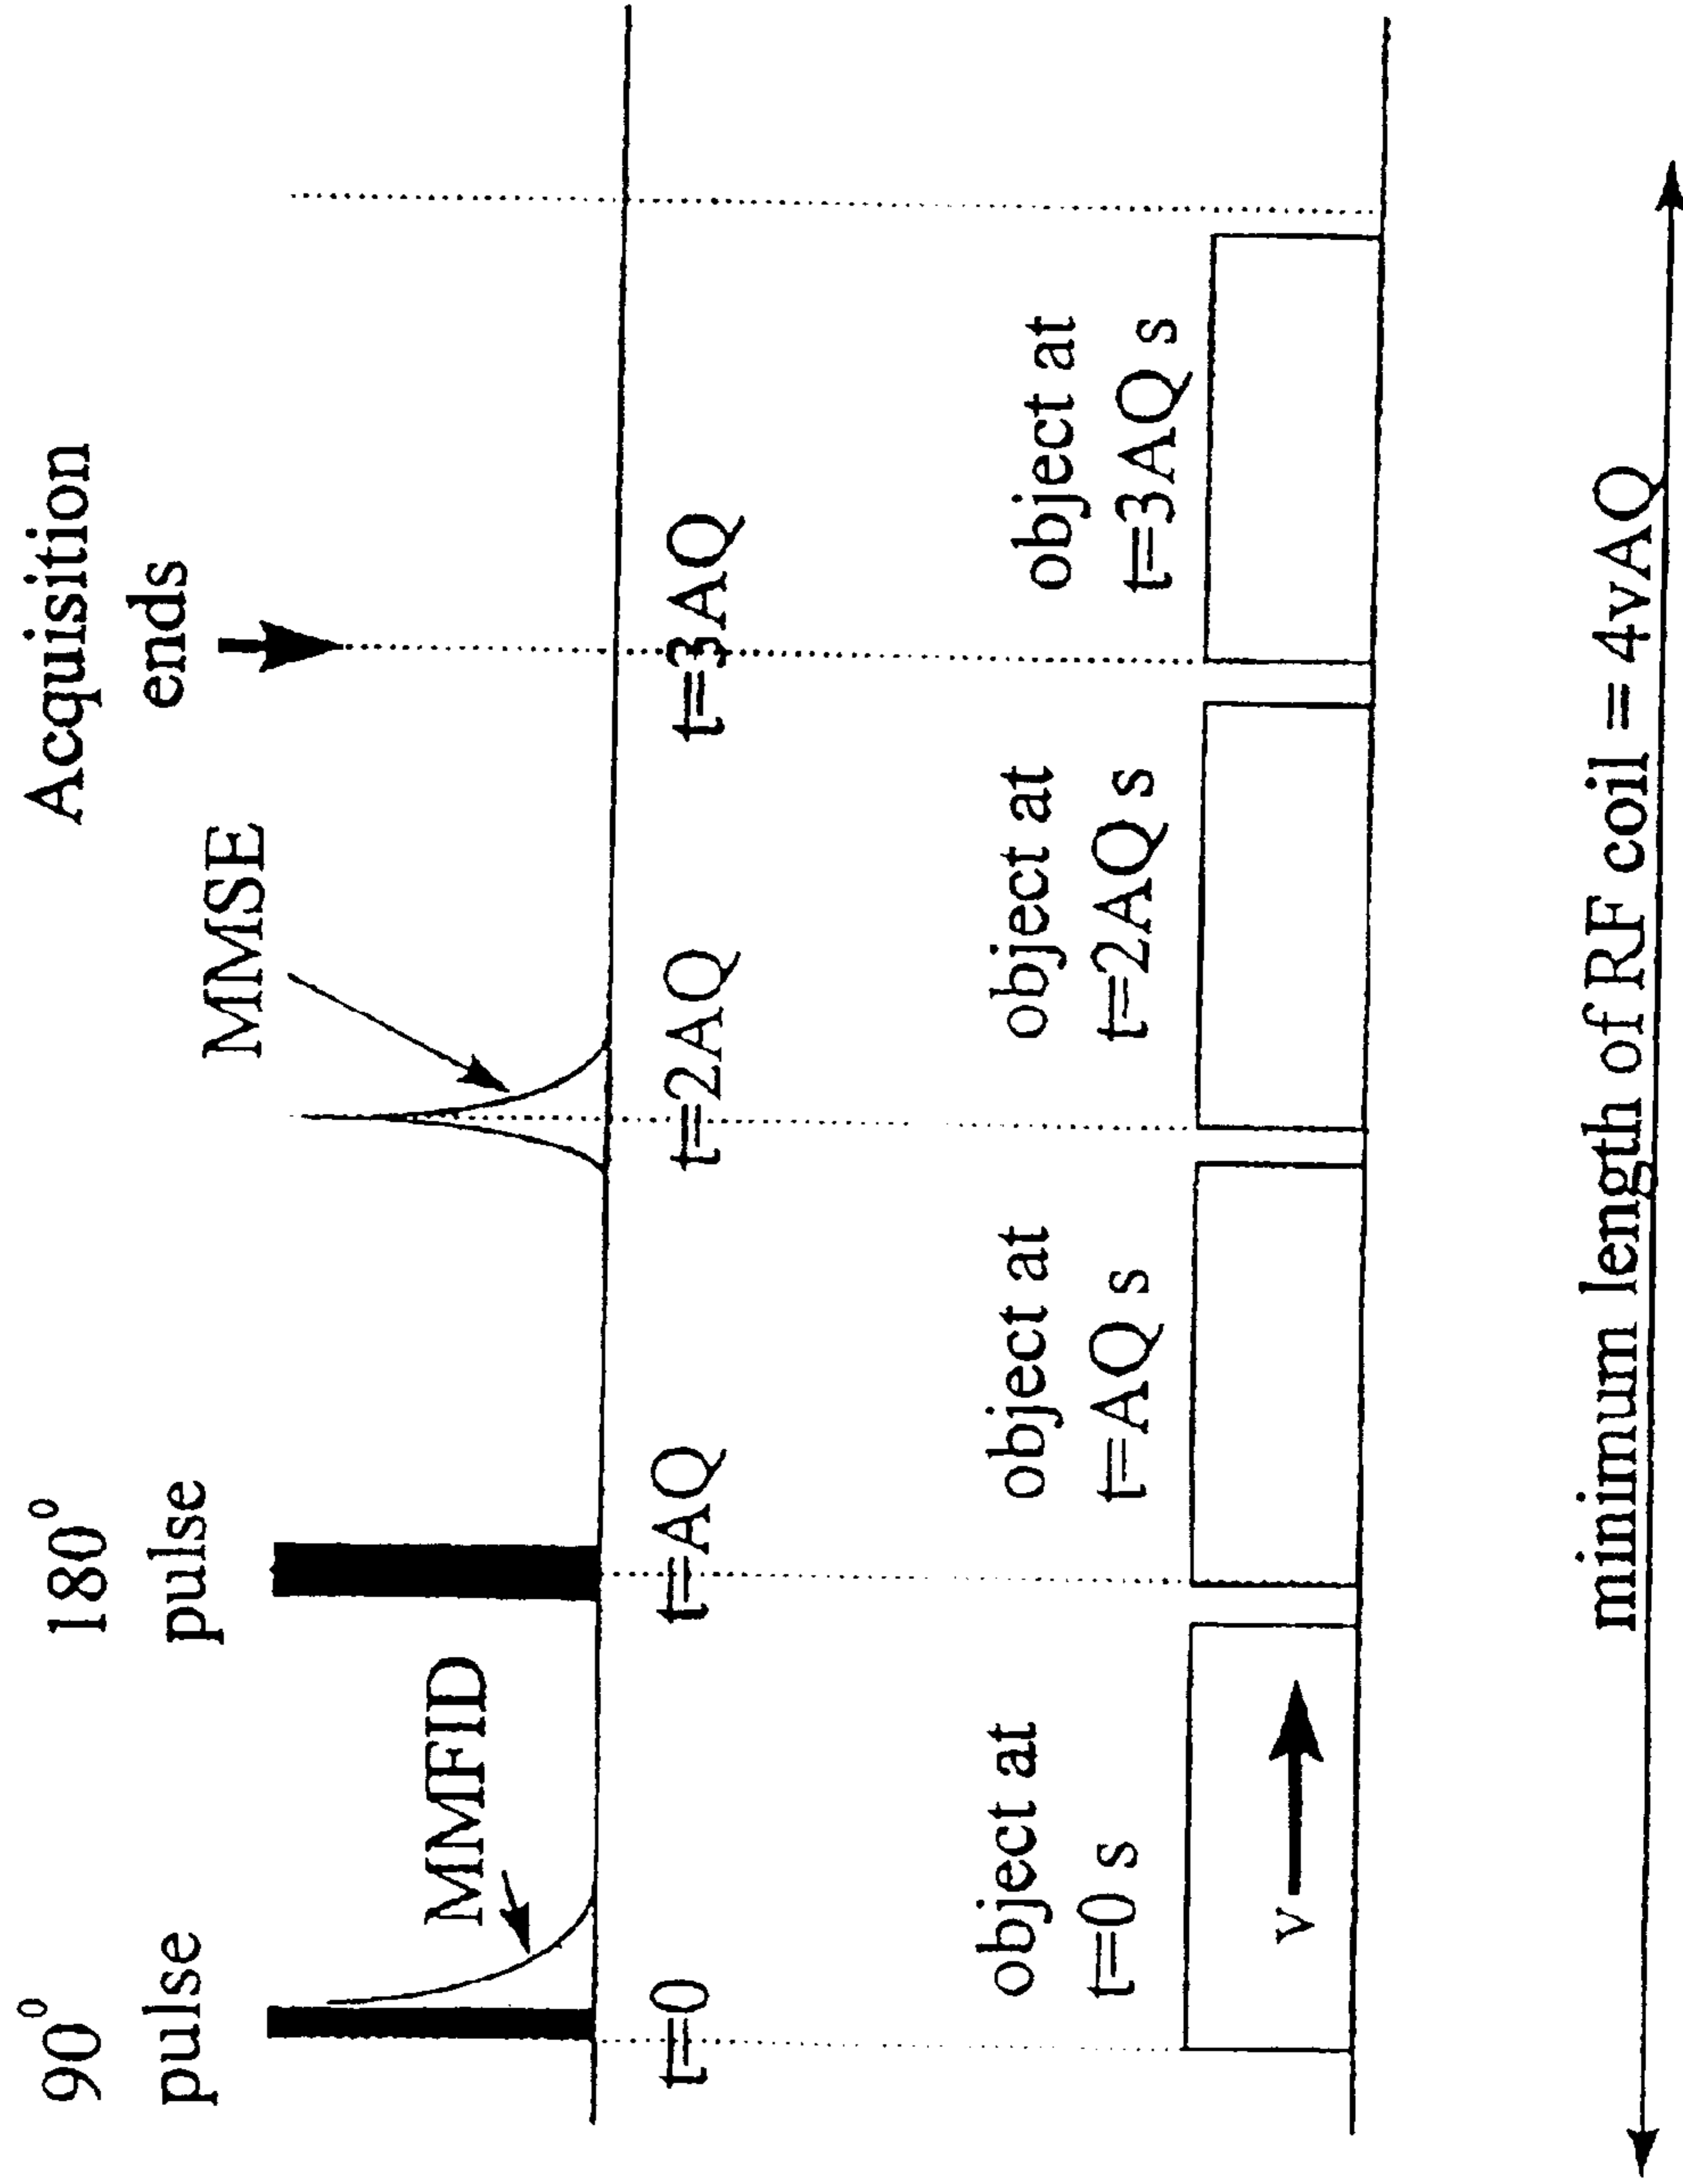 90°
pulse
180°
pulse
Acquisition
ends
MMFID
MMSE
t=0
t=AQ
t=2AQ
t=3AQ
object at
t=0 s
object at
t=AQ s
object at
t=2AQ s
object at
t=3AQ s
v
minimum length of RF coil = 4vAQ